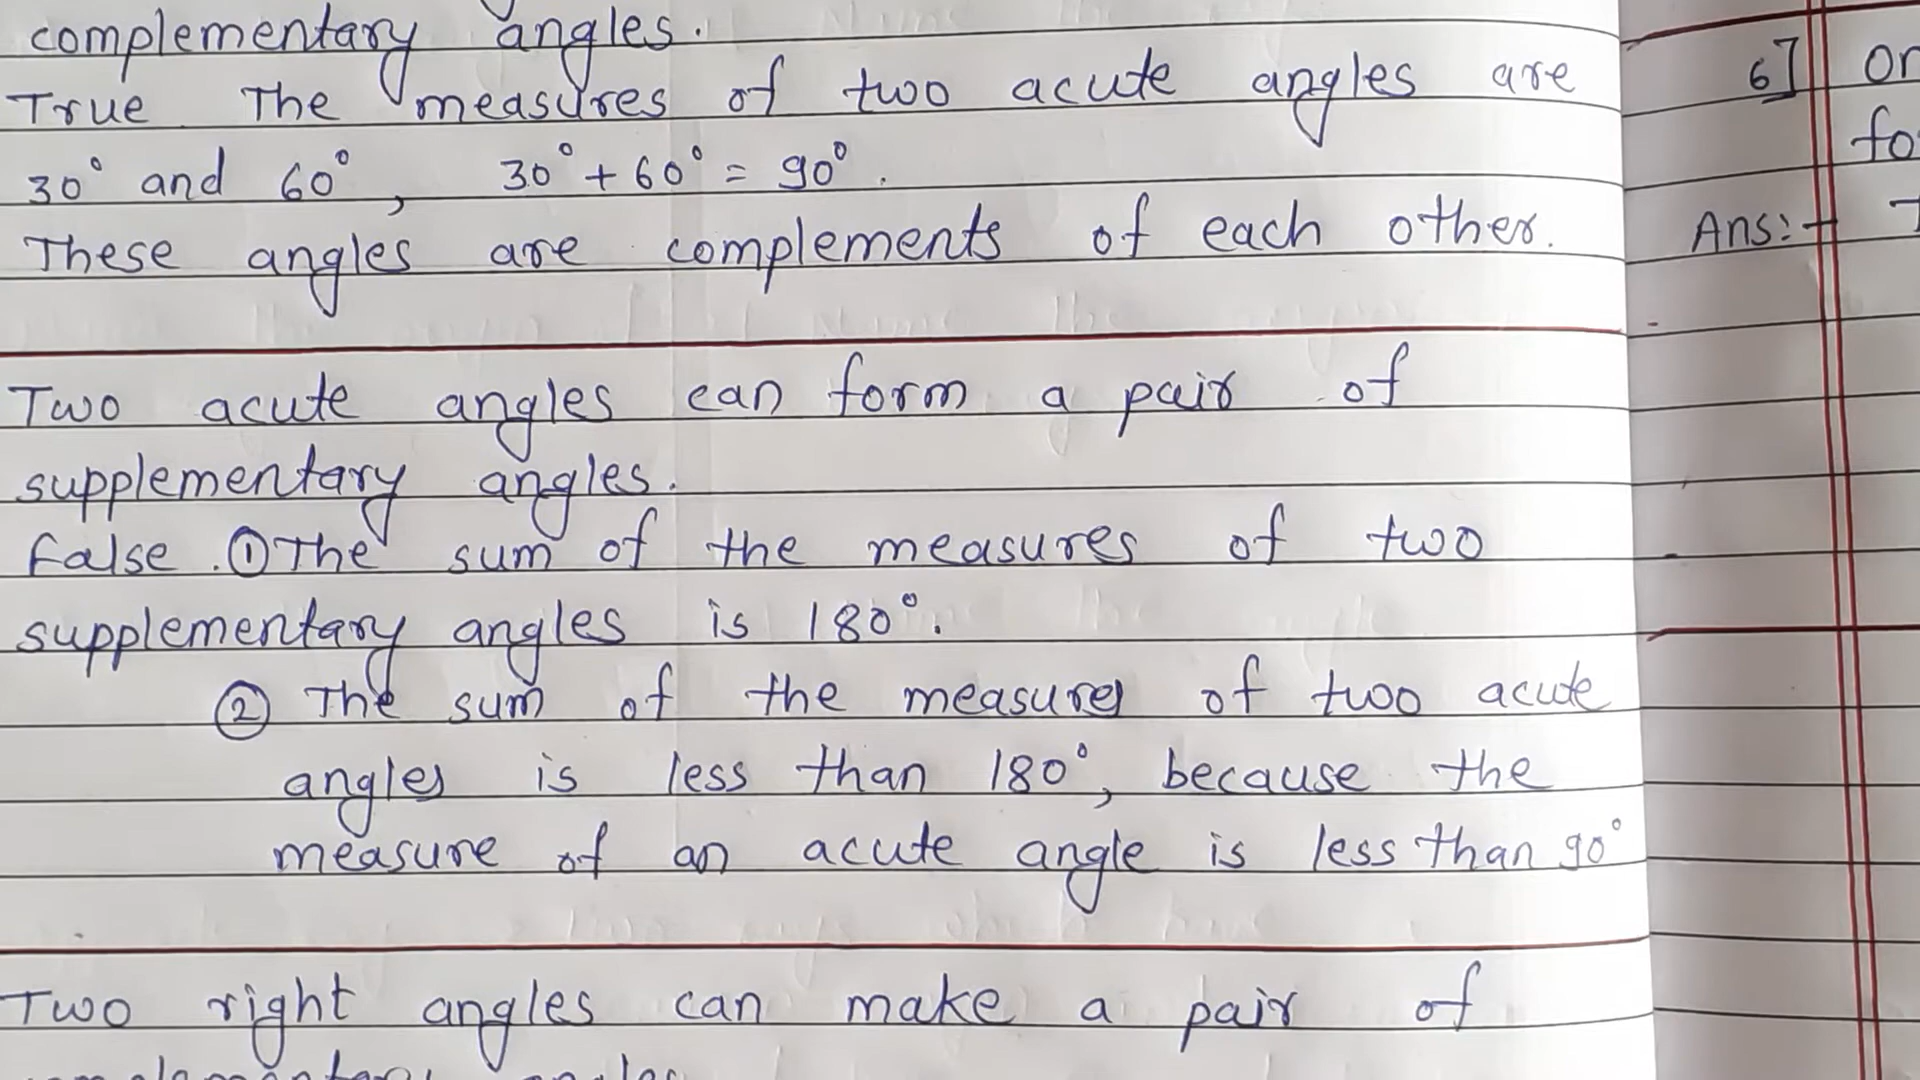 complementary angles.
True. The measures of two acute angles are
30° and 60°, 30° + 60° = 90°.
These angles are complements of each other.
Two acute angles can form a pair of
supplementary angles.
False. ① The sum of the measures of two
supplementary angles is 180°.
② The sum of the measures of two acute
angles is less than 180°, because the
measure of an acute angle is less than 90°
Two right angles can make a pair of
angles
6]
Ans:-